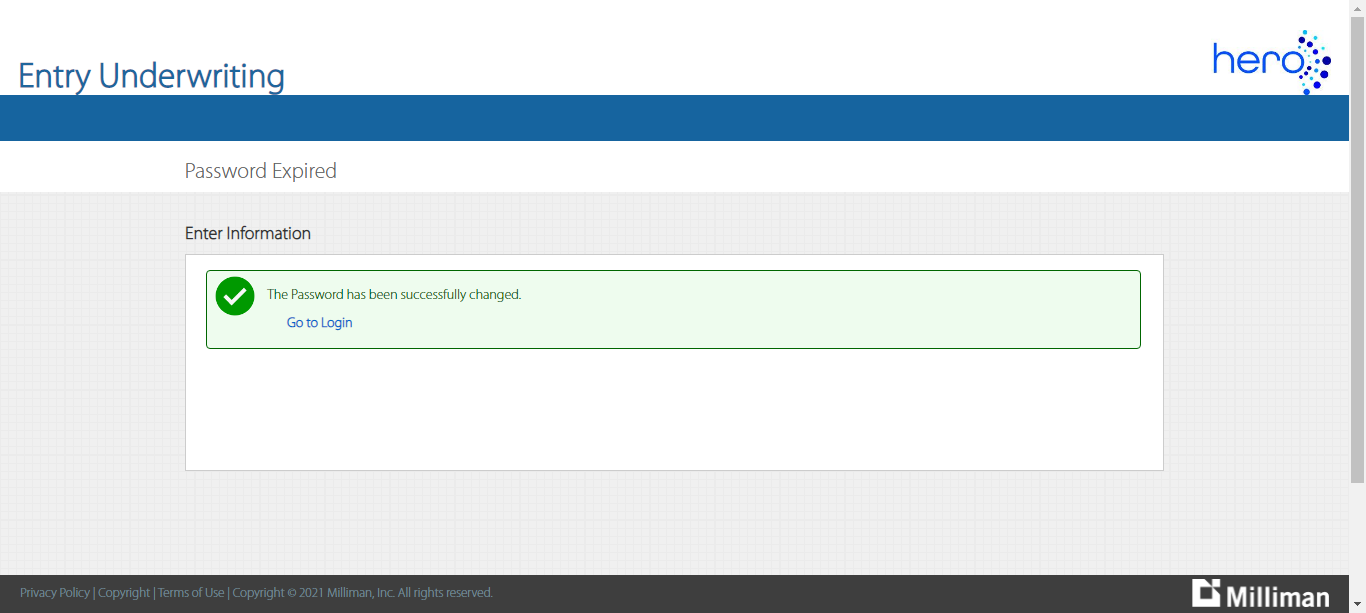 Entry Underwriting
hero
Password Expired
Enter Information
The Password has been successfully changed.
Go to Login
Privacy Policy | Copyright | Terms of Use | Copyright © 2021 Milliman, Inc. All rights reserved.
Milliman